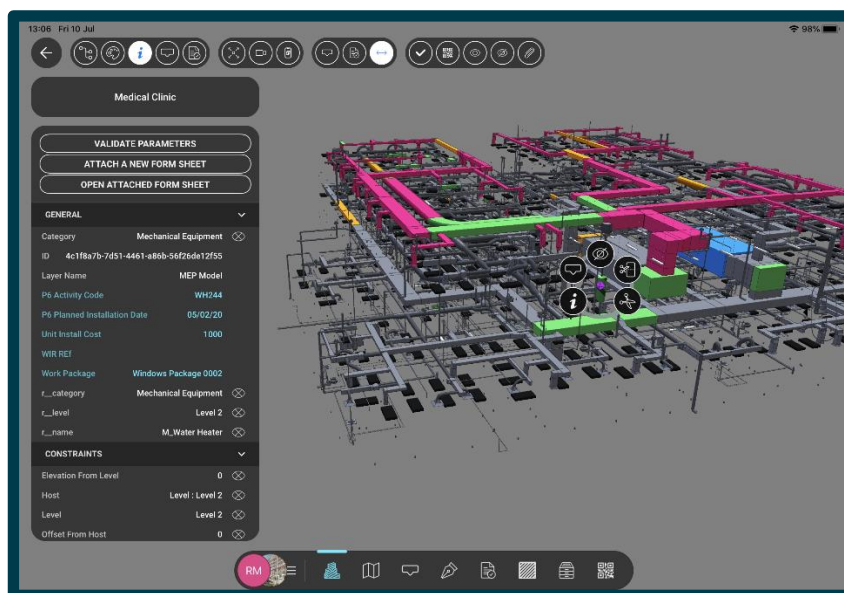 13:06 Fri 10 Jul
98%
Medical Clinic
VALIDATE PARAMETERS
ATTACH A NEW FORM SHEET
OPEN ATTACHED FORM SHEET
GENERAL
Category Mechanical Equipment
ID 4c1f8a7b-7d51-4461-a86b-56f26de12f55
Layer Name MEP Model
P6 Activity Code WH244
P6 Planned Installation Date 05/02/20
Unit Install Cost 1000
WIR REf
Work Package Windows Package 0002
r__category Mechanical Equipment
r__level Level 2
r__name M_Water Heater
CONSTRAINTS
Elevation From Level 0
Host Level : Level 2
Level Level 2
Offset From Host 0
RM